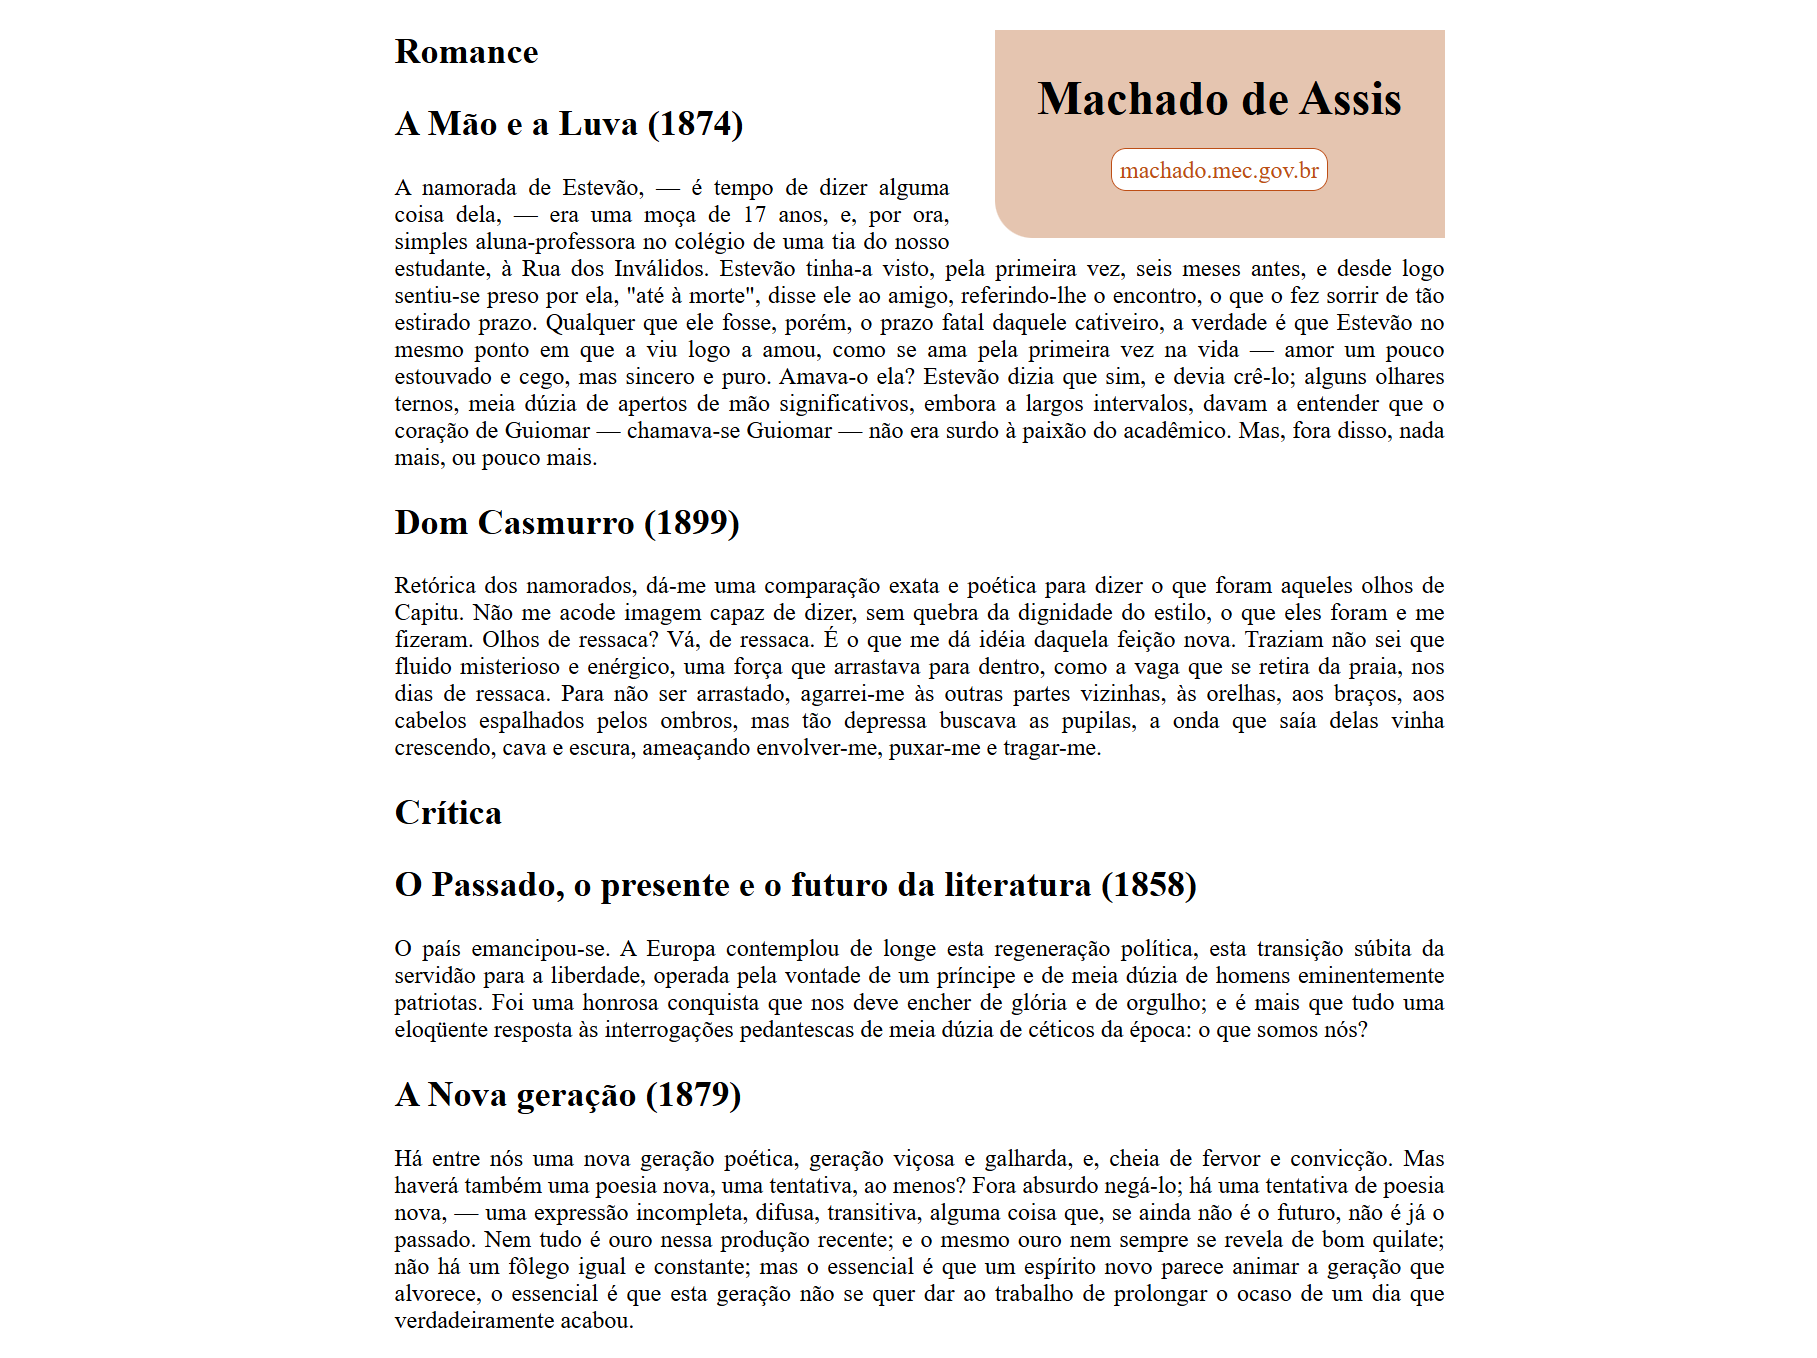 Romance
Machado de Assis
machado.mec.gov.br
A Mão e a Luva (1874)
A namorada de Estevão, — é tempo de dizer alguma
coisa dela, — era uma moça de 17 anos, e, por ora,
simples aluna-professora no colégio de uma tia do nosso
estudante, à Rua dos Inválidos. Estevão tinha-a visto, pela primeira vez, seis meses antes, e desde logo
sentiu-se preso por ela, "até à morte", disse ele ao amigo, referindo-lhe o encontro, o que o fez sorrir de tão
estirado prazo. Qualquer que ele fosse, porém, o prazo fatal daquele cativeiro, a verdade é que Estevão no
mesmo ponto em que a viu logo a amou, como se ama pela primeira vez na vida — amor um pouco
estouvado e cego, mas sincero e puro. Amava-o ela? Estevão dizia que sim, e devia crê-lo; alguns olhares
ternos, meia dúzia de apertos de mão significativos, embora a largos intervalos, davam a entender que o
coração de Guiomar — chamava-se Guiomar — não era surdo à paixão do acadêmico. Mas, fora disso, nada
mais, ou pouco mais.
Dom Casmurro (1899)
Retórica dos namorados, dá-me uma comparação exata e poética para dizer o que foram aqueles olhos de
Capitu. Não me acode imagem capaz de dizer, sem quebra da dignidade do estilo, o que eles foram e me
fizeram. Olhos de ressaca? Vá, de ressaca. É o que me dá idéia daquela feição nova. Traziam não sei que
fluido misterioso e enérgico, uma força que arrastava para dentro, como a vaga que se retira da praia, nos
dias de ressaca. Para não ser arrastado, agarrei-me às outras partes vizinhas, às orelhas, aos braços, aos
cabelos espalhados pelos ombros, mas tão depressa buscava as pupilas, a onda que saía delas vinha
crescendo, cava e escura, ameaçando envolver-me, puxar-me e tragar-me.
Crítica
O Passado, o presente e o futuro da literatura (1858)
O país emancipou-se. A Europa contemplou de longe esta regeneração política, esta transição súbita da
servidão para a liberdade, operada pela vontade de um príncipe e de meia dúzia de homens eminentemente
patriotas. Foi uma honrosa conquista que nos deve encher de glória e de orgulho; e é mais que tudo uma
eloqüente resposta às interrogações pedantescas de meia dúzia de céticos da época: o que somos nós?
A Nova geração (1879)
Há entre nós uma nova geração poética, geração viçosa e galharda, e, cheia de fervor e convicção. Mas
haverá também uma poesia nova, uma tentativa, ao menos? Fora absurdo negá-lo; há uma tentativa de poesia
nova, — uma expressão incompleta, difusa, transitiva, alguma coisa que, se ainda não é o futuro, não é já o
passado. Nem tudo é ouro nessa produção recente; e o mesmo ouro nem sempre se revela de bom quilate;
não há um fôlego igual e constante; mas o essencial é que um espírito novo parece animar a geração que
alvorece, o essencial é que esta geração não se quer dar ao trabalho de prolongar o ocaso de um dia que
verdadeiramente acabou.